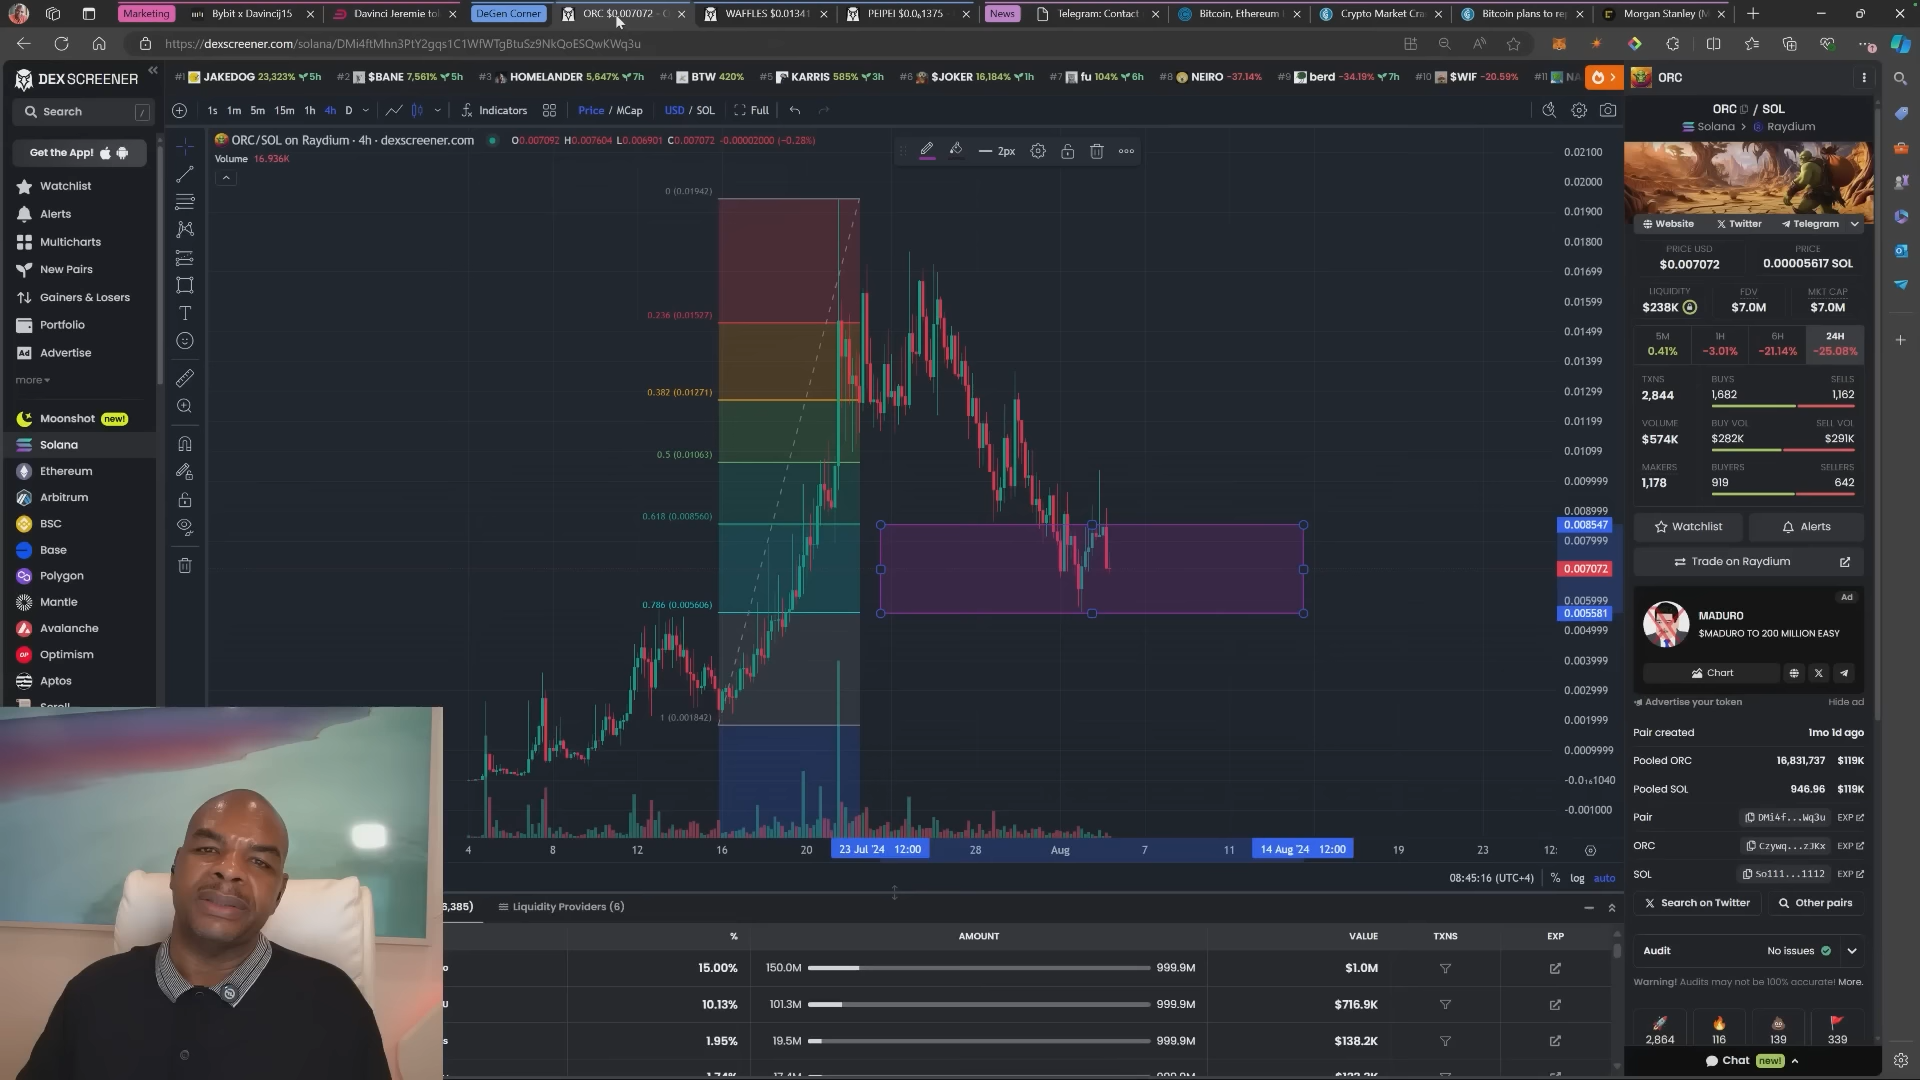 Marketing
Bybit x Davincij15
Davinci Jeremie to
DeGen Corner
ORC $0.007072
WAFFLES $0.01341
PEIPEI $0.0₆1375
News
Telegram: Contact
Bitcoin, Ethereum
Crypto Market Cra
Bitcoin plans to re
Morgan Stanley (M
https://dexscreener.com/solana/DMi4ftMhn3PtY2gqs1C1WfWTgBtuSz9NkQoESQwKWq3u
DEX SCREENER
#1 JAKEDOG 23,323% 5h
#2 $BANE 7,561% 5h
#3 HOMELANDER 5,647% 7h
#4 BTW 420%
#5 KARRIS 585% 3h
#6 $JOKER 16,184% 1h
#7 fu 104% 6h
#8 NEIRO -37.14%
#9 berd -34.19% 7h
#10 $WIF -20.59%
#11 NA
ORC
Search /
1s 1m 5m 15m 1h 4h D
Indicators
Price / MCap
USD / SOL
Full
Get the App!
Watchlist
Alerts
Multicharts
New Pairs
Gainers & Losers
Portfolio
Ad Advertise
more
Moonshot new!
Solana
Ethereum
Arbitrum
BSC
Base
Polygon
Mantle
Avalanche
OP Optimism
Aptos
Scroll
ORC/SOL on Raydium · 4h · dexscreener.com
O0.007092 H0.007604 L0.006901 C0.007072 -0.00002000 (-0.28%)
Volume 16.936K
2px
0 (0.01942)
0.236 (0.01527)
0.382 (0.01271)
0.5 (0.01063)
0.618 (0.008560)
0.786 (0.005606)
1 (0.001842)
0.02100
0.02000
0.01900
0.01800
0.01699
0.01599
0.01499
0.01399
0.01299
0.01199
0.01099
0.009999
0.008999
0.008547
0.007999
0.007072
0.005999
0.005581
0.004999
0.003999
0.002999
0.001999
0.0009999
-0.0₁₆1040
-0.001000
4 8 12 16 20 23 Jul '24 12:00 28 Aug 7 11 14 Aug '24 12:00 19 23 12:
08:45:16 (UTC+4) % log auto
6,385)
Liquidity Providers (6)
% AMOUNT VALUE TXNS EXP
15.00% 150.0M 999.9M $1.0M
10.13% 101.3M 999.9M $716.9K
1.95% 19.5M 999.9M $138.2K
ORC / SOL
Solana > Raydium
Website
Twitter
Telegram
PRICE USD
$0.007072
PRICE
0.00005617 SOL
LIQUIDITY
$238K
FDV
$7.0M
MKT CAP
$7.0M
5M
0.41%
1H
-3.01%
6H
-21.14%
24H
-25.08%
TXNS
2,844
BUYS
1,682
SELLS
1,162
VOLUME
$574K
BUY VOL
$282K
SELL VOL
$291K
MAKERS
1,178
BUYERS
919
SELLERS
642
Watchlist
Alerts
Trade on Raydium
Ad
MADURO
$MADURO TO 200 MILLION EASY
Chart
Advertise your token
Hide ad
Pair created 1mo 1d ago
Pooled ORC 16,831,737 $119K
Pooled SOL 946.96 $119K
Pair DMi4f...Wq3u EXP
ORC Czywq...zJKx EXP
SOL So111...1112 EXP
Search on Twitter
Other pairs
Audit No issues
Warning! Audits may not be 100% accurate! More.
2,864
116
139
339
Chat new!